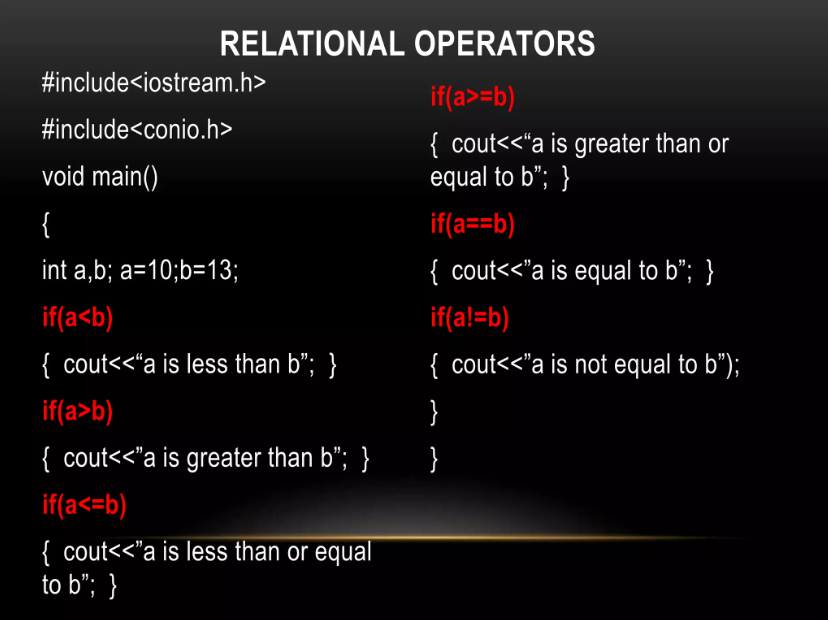 RELATIONAL OPERATORS
#include<iostream.h>
#include<conio.h>
void main()
{
int a,b; a=10;b=13;
if(a<b)
{  cout<<“a is less than b”;  }
if(a>b)
{  cout<<”a is greater than b”;  }
if(a<=b)
{  cout<<”a is less than or equal
to b”;  }
if(a>=b)
{  cout<<“a is greater than or
equal to b”;  }
if(a==b)
{  cout<<”a is equal to b”;  }
if(a!=b)
{  cout<<”a is not equal to b”);
}
}